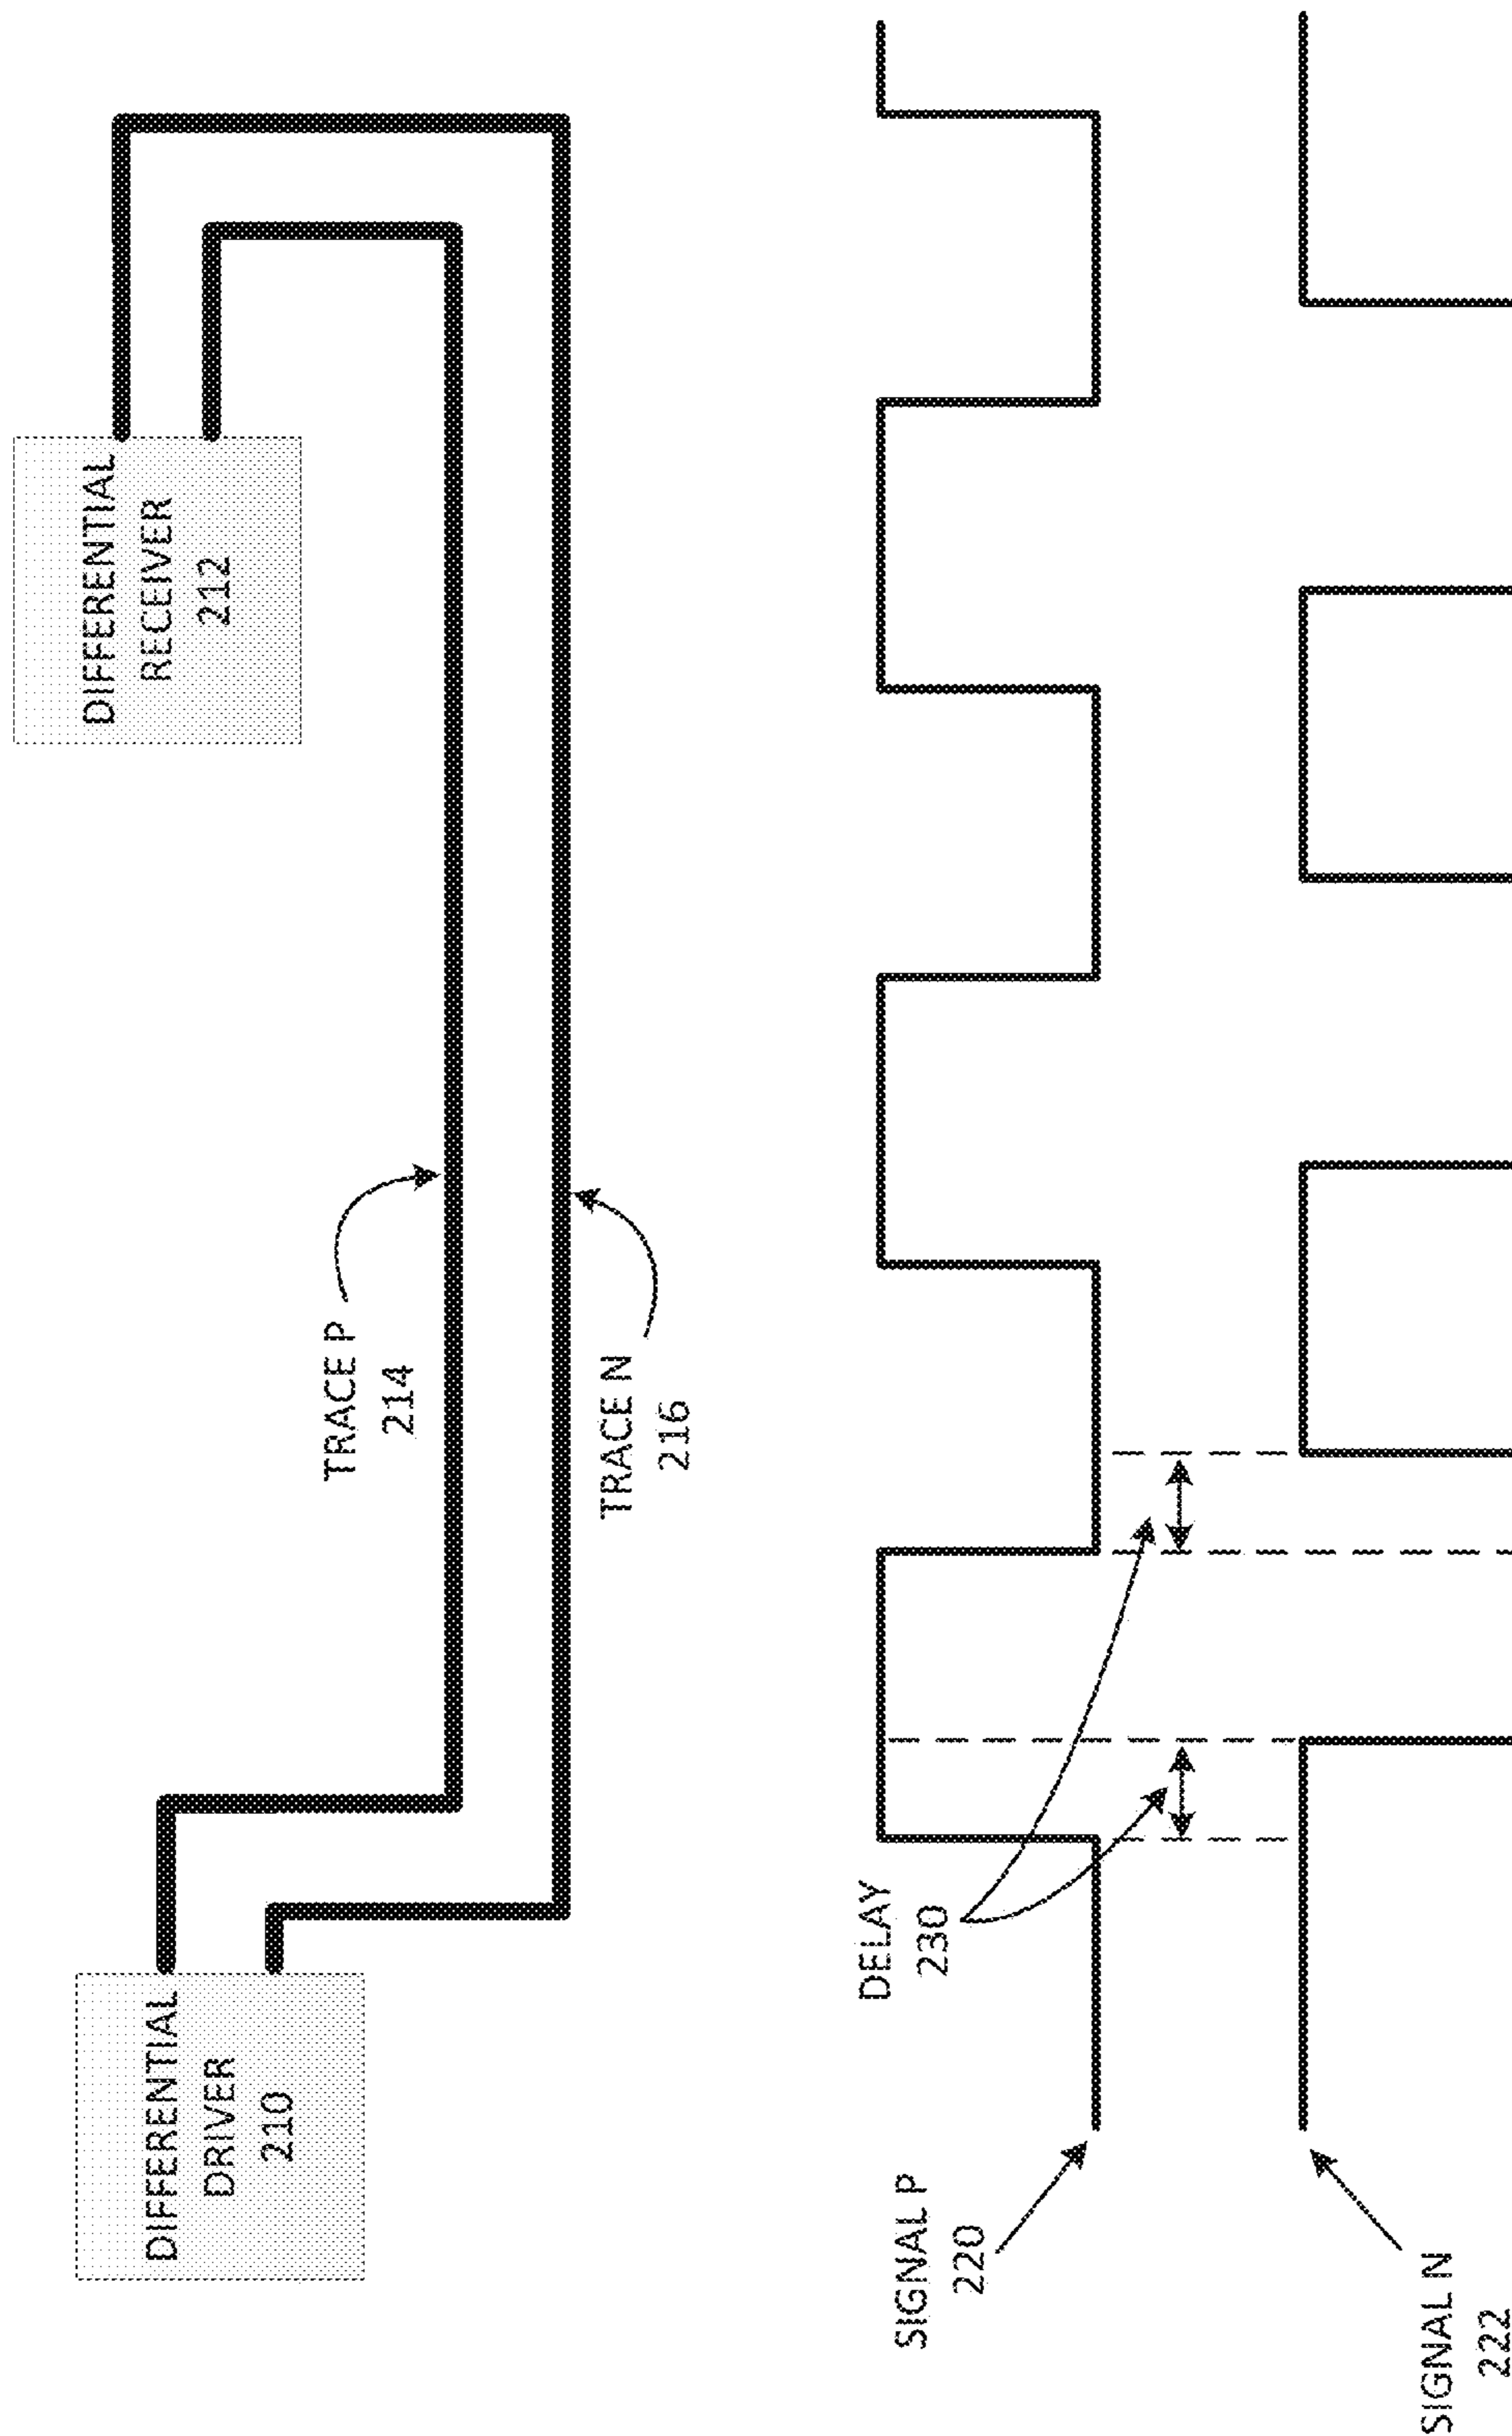 DIFFERENTIAL
DRIVER
210
DIFFERENTIAL
RECEIVER
212
TRACE P
214
TRACE N
216
DELAY
230
SIGNAL P
220
SIGNAL N
222